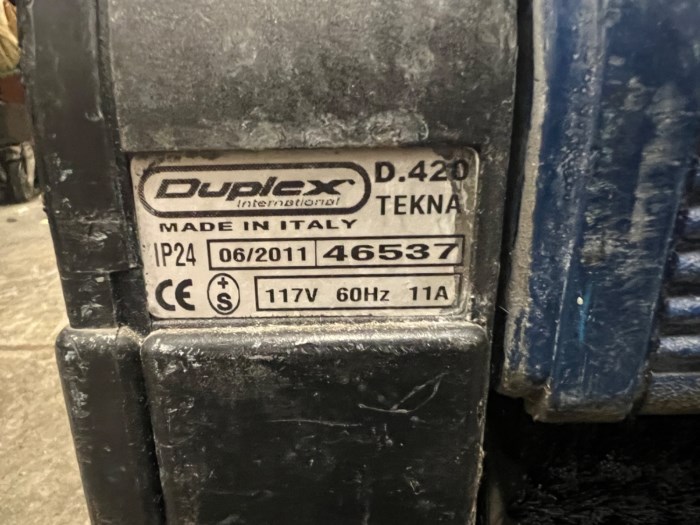 Duplex
International
D.420
TEKNA
MADE IN ITALY
IP24 06/2011 46537
CE +S 117V 60Hz 11A